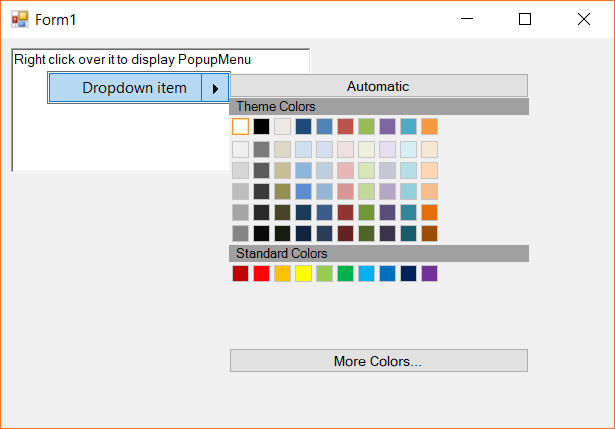 Form1
Right click over it to display PopupMenu
Dropdown item
Automatic
Theme Colors
Standard Colors
More Colors...